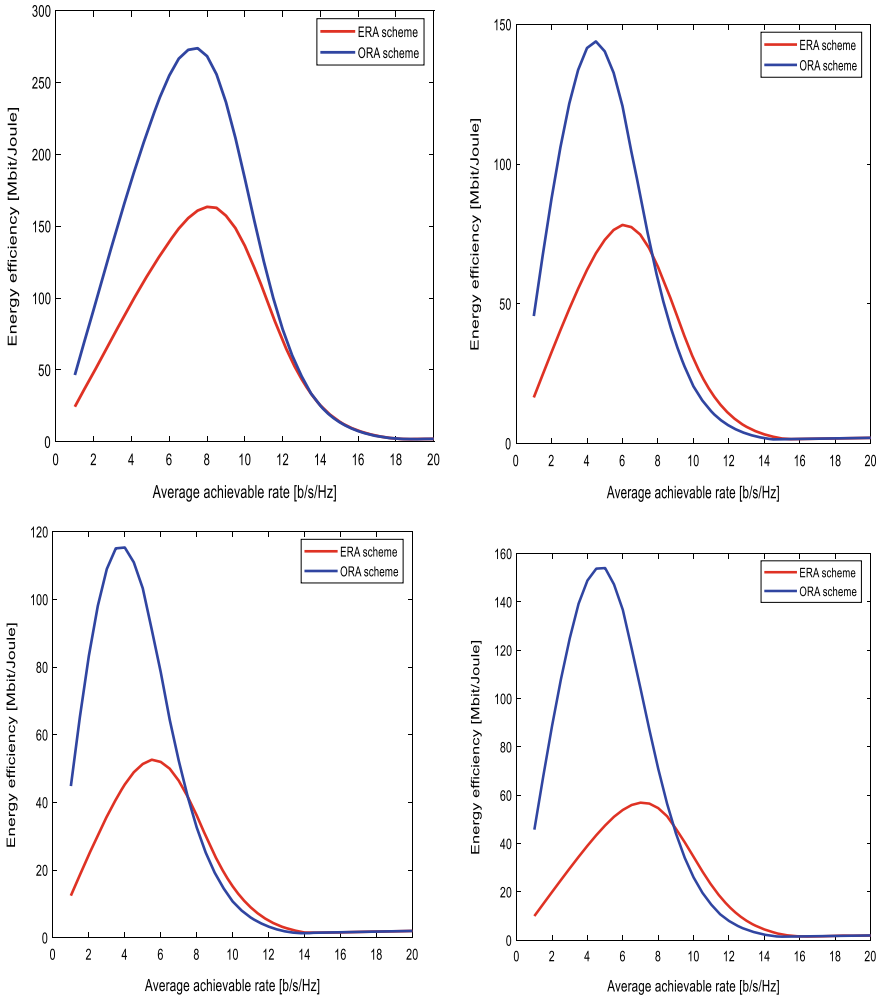 300
250
200
150
100
50
0
Energy efficiency [Mbit/Joule]
ERA scheme
ORA scheme
0 2 4 6 8 10 12 14 16 18 20
Average achievable rate [b/s/Hz]
150
100
50
0
Energy efficiency [Mbit/Joule]
ERA scheme
ORA scheme
0 2 4 6 8 10 12 14 16 18 20
Average achievable rate [b/s/Hz]
120
100
80
60
40
20
0
Energy efficiency [Mbit/Joule]
ERA scheme
ORA scheme
0 2 4 6 8 10 12 14 16 18 20
Average achievable rate [b/s/Hz]
160
140
120
100
80
60
40
20
0
Energy efficiency [Mbit/Joule]
ERA scheme
ORA scheme
0 2 4 6 8 10 12 14 16 18 20
Average achievable rate [b/s/Hz]